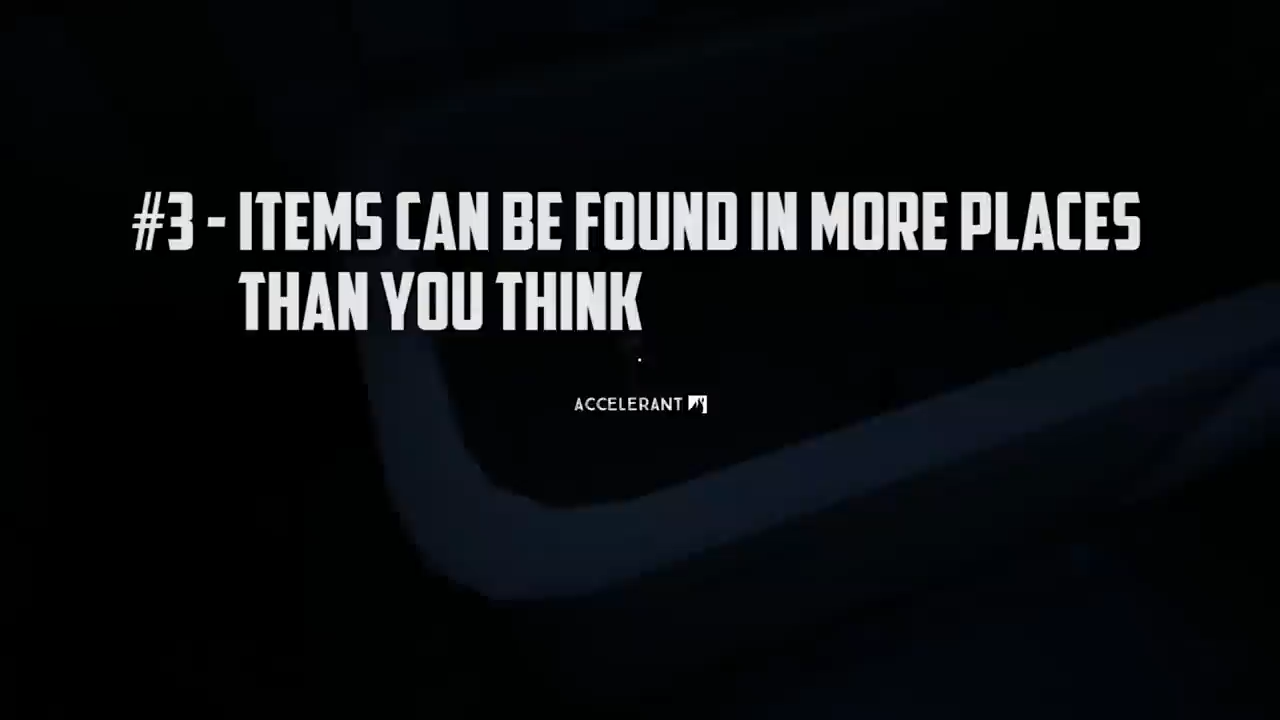 #3 - ITEMS CAN BE FOUND IN MORE PLACES
THAN YOU THINK
ACCELERANT